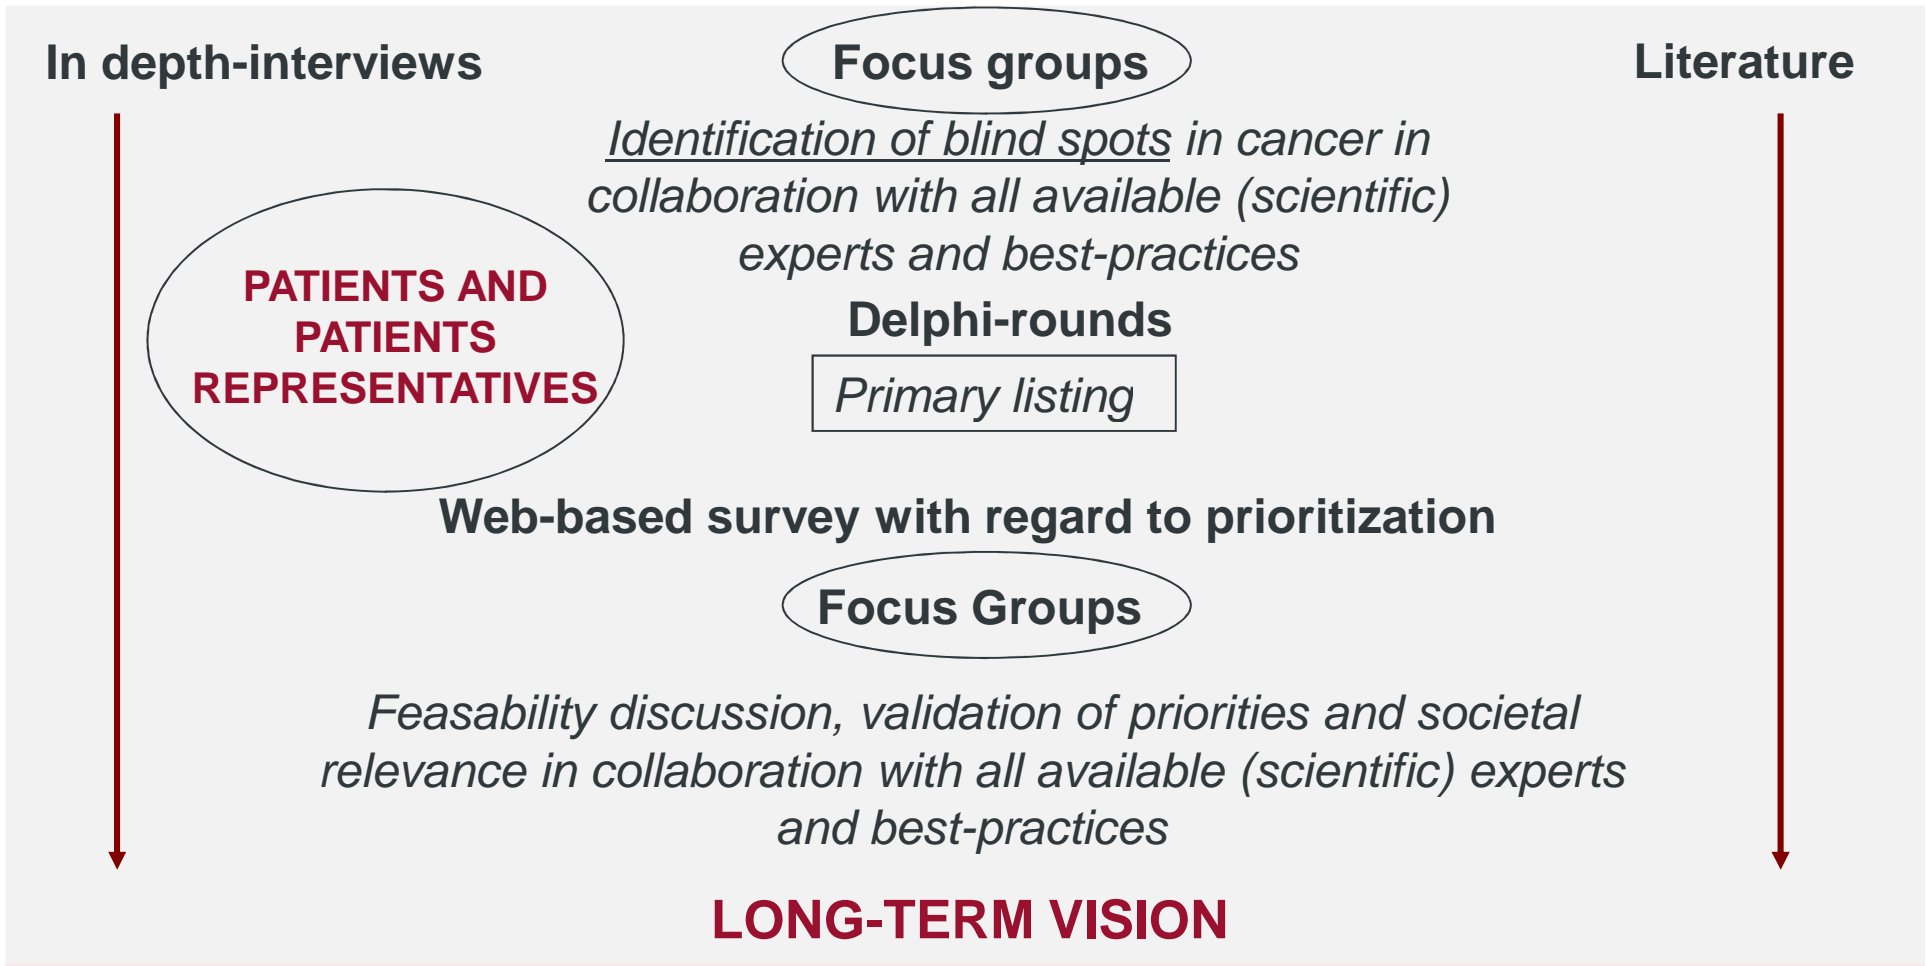 In depth-interviews
Focus groups
Literature
Identification of blind spots in cancer in
collaboration with all available (scientific)
experts and best-practices
PATIENTS AND
PATIENTS
REPRESENTATIVES
Delphi-rounds
Primary listing
Web-based survey with regard to prioritization
Focus Groups
Feasability discussion, validation of priorities and societal
relevance in collaboration with all available (scientific) experts
and best-practices
LONG-TERM VISION